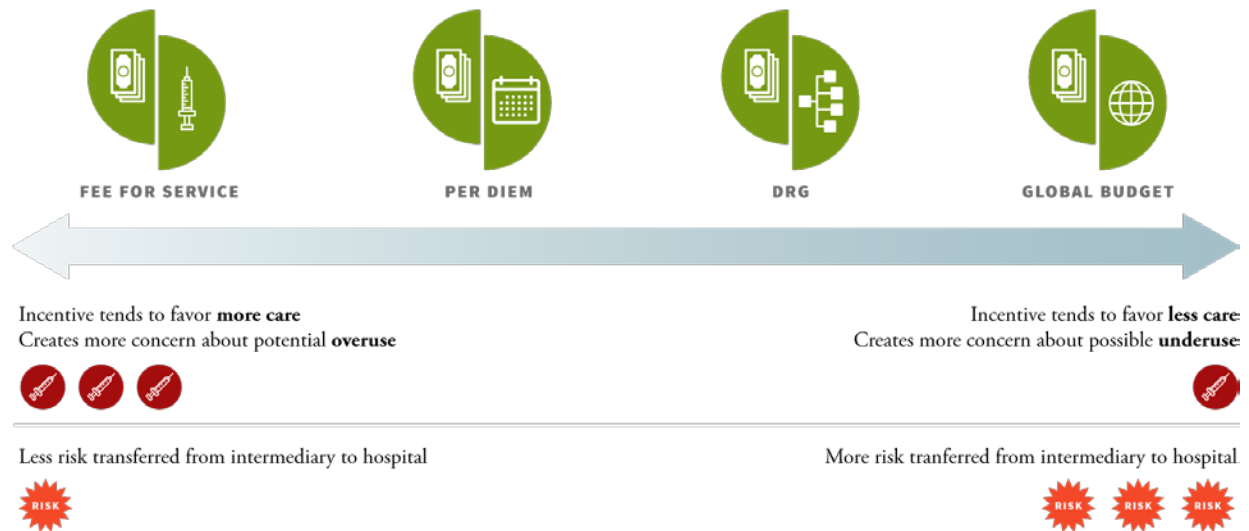 FEE FOR SERVICE
PER DIEM
DRG
GLOBAL BUDGET
Incentive tends to favor more care
Creates more concern about potential overuse
Incentive tends to favor less care
Creates more concern about possible underuse
Less risk transferred from intermediary to hospital
RISK
More risk tranferred from intermediary to hospital
RISK
RISK
RISK